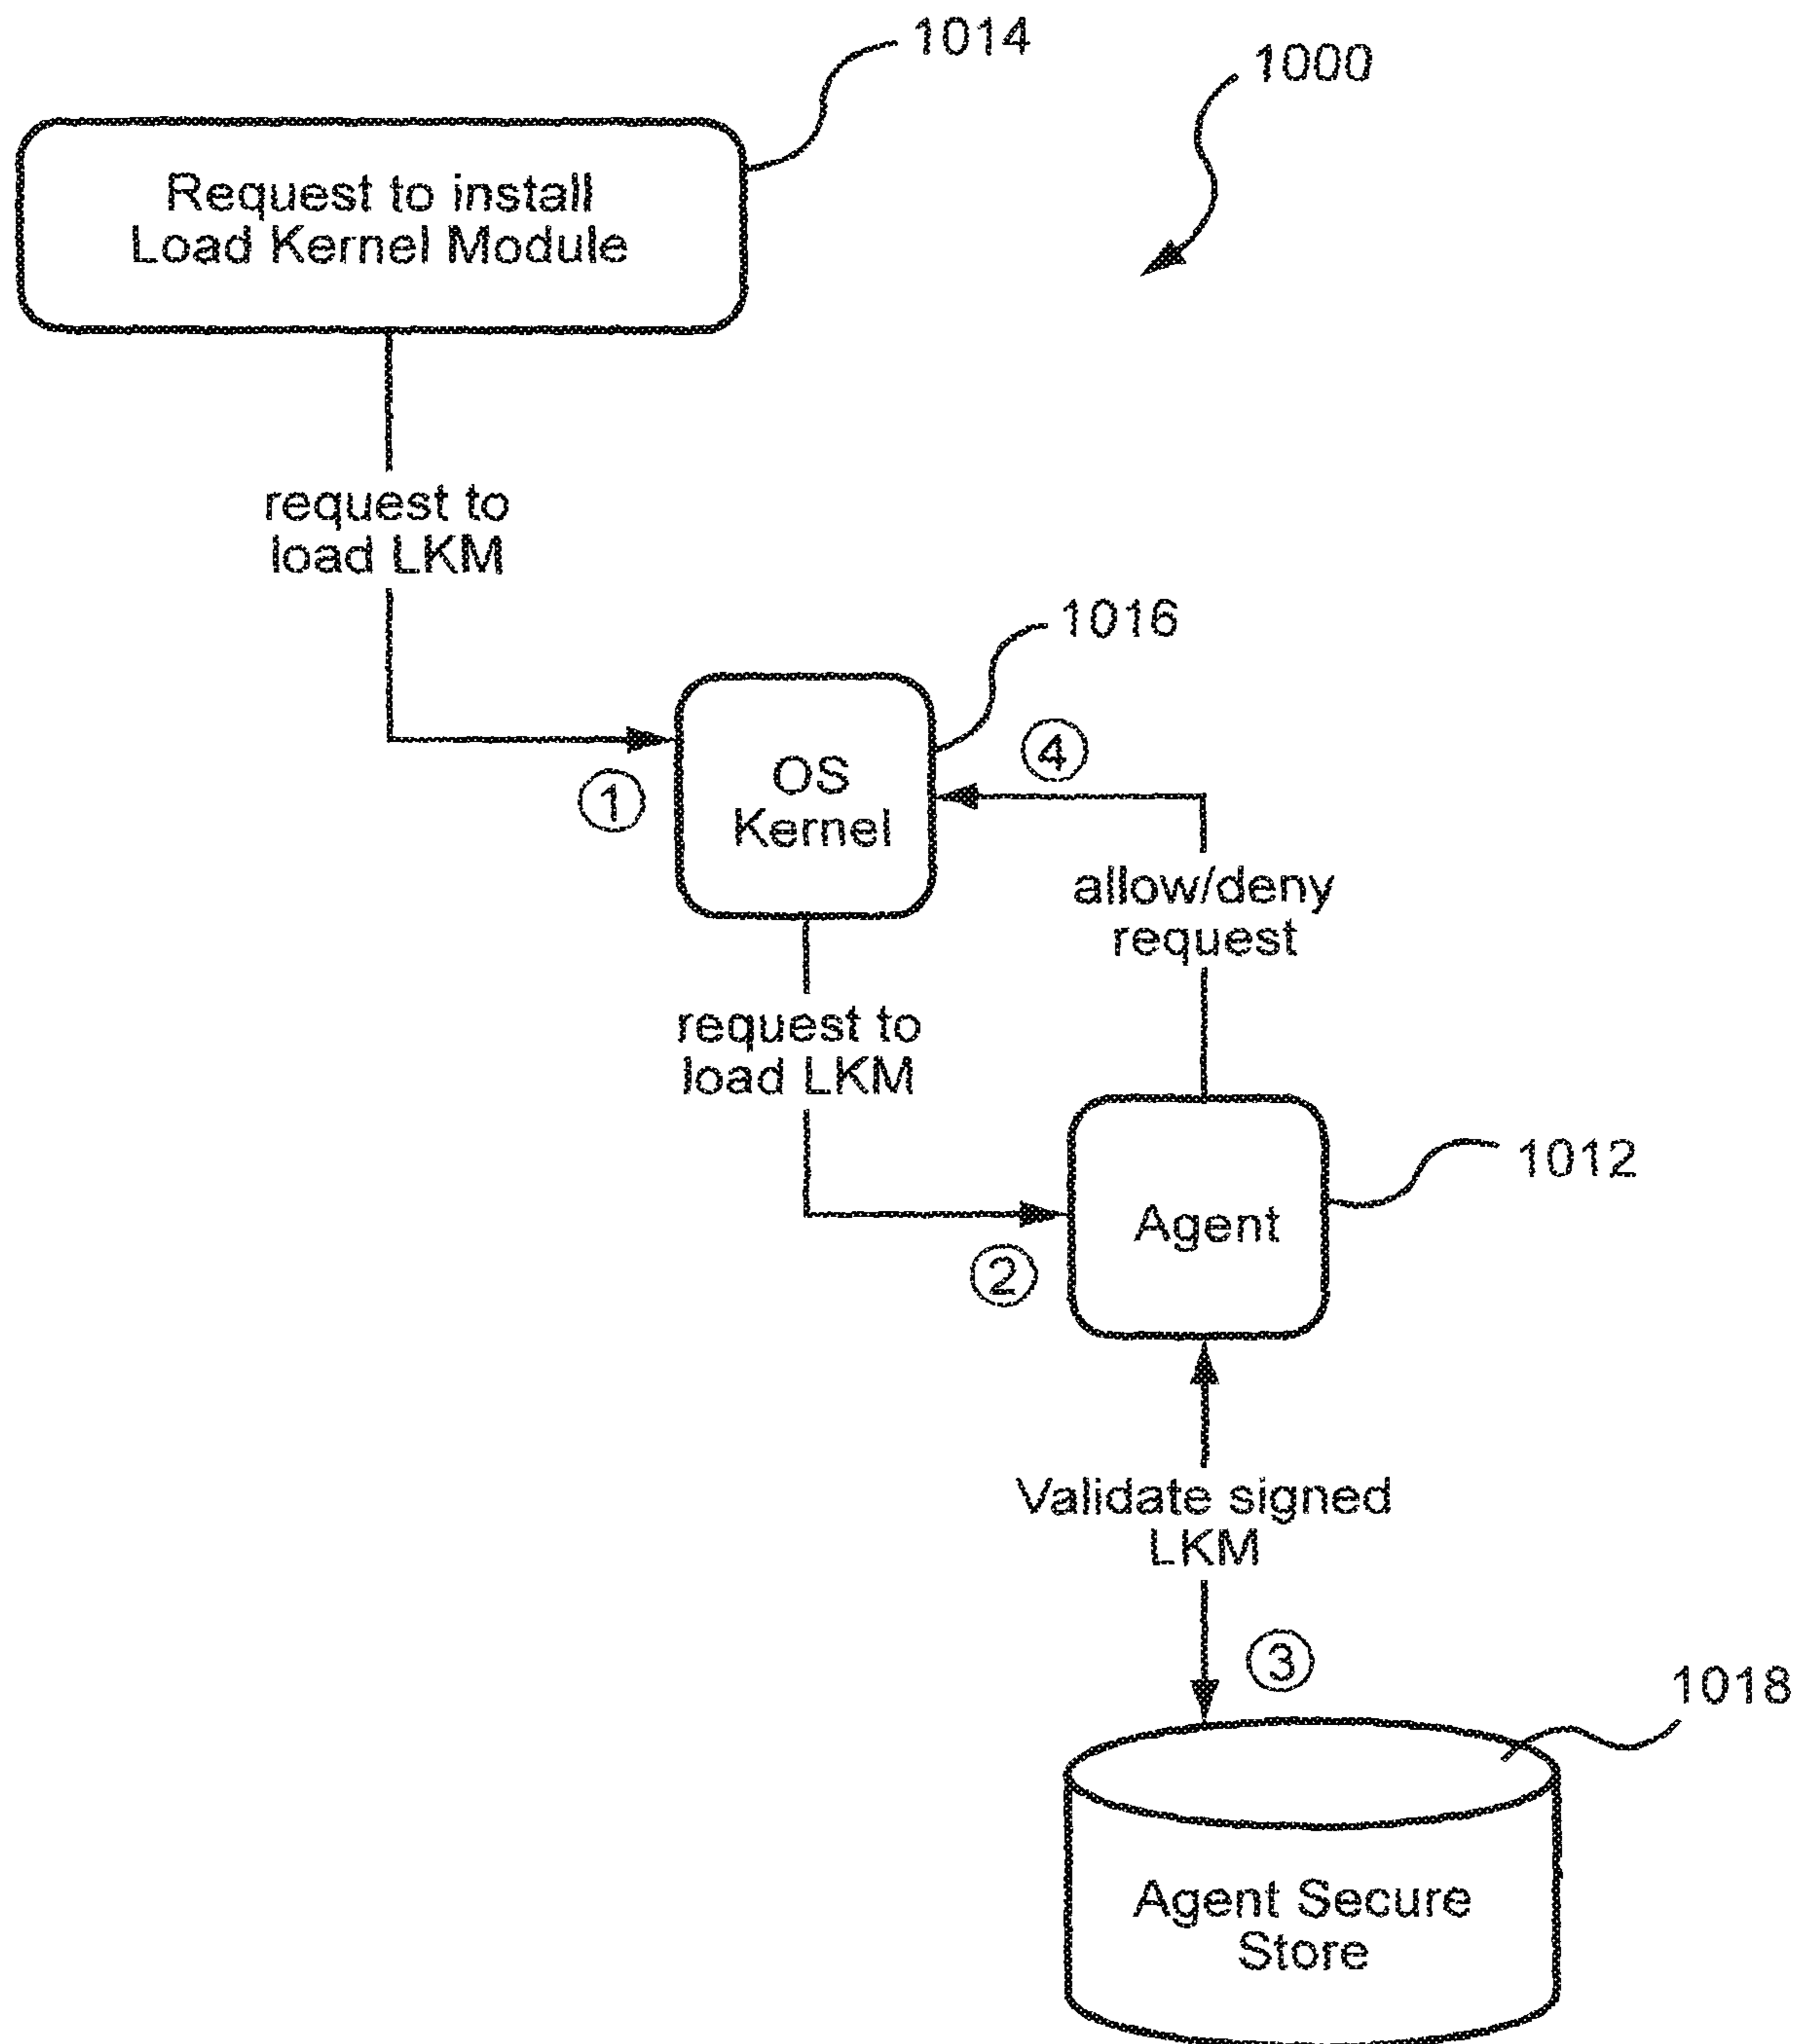 1014
1000
Request to install
Load Kernel Module
request to
load LKM
1016
4
OS
Kernel
1
allow/deny
request
request to
load LKM
1012
Agent
2
Validate signed
LKM
3
1018
Agent Secure
Store